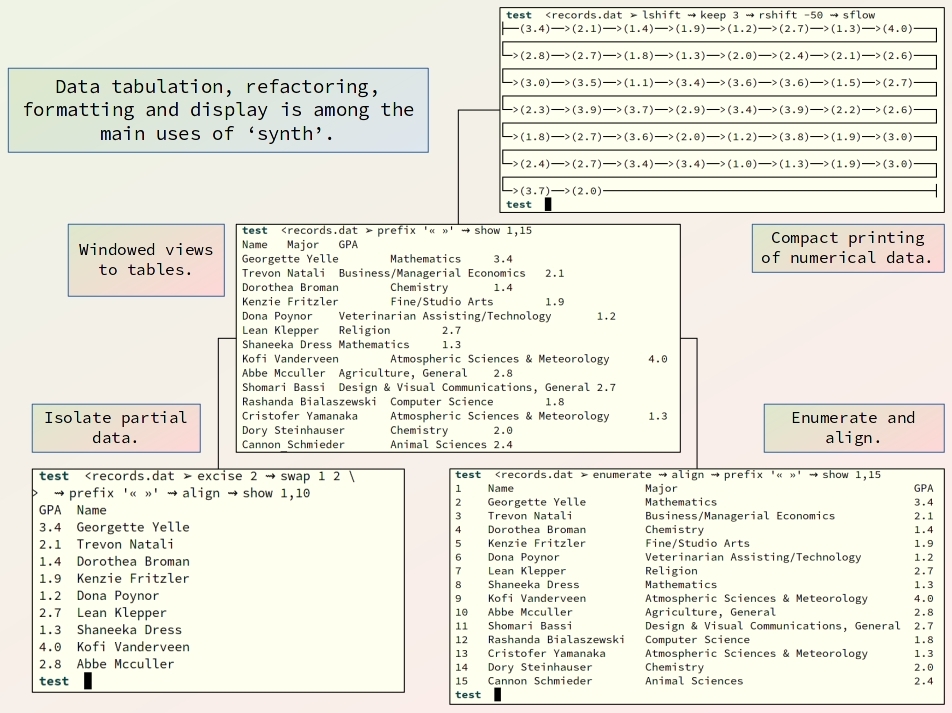 Data tabulation, refactoring,
formatting and display is among the
main uses of ‘synth’.
test <records.dat ➢ lshift → keep 3 → rshift -50 → sflow
(3.4)──>(2.1)──>(1.4)──>(1.9)──>(1.2)──>(2.7)──>(1.3)──>(4.0)
>(2.8)──>(2.7)──>(1.8)──>(1.3)──>(2.0)──>(2.4)──>(2.1)──>(2.6)
>(3.0)──>(3.5)──>(1.1)──>(3.4)──>(3.6)──>(3.6)──>(1.5)──>(2.7)
>(2.3)──>(3.9)──>(3.7)──>(2.9)──>(3.4)──>(3.9)──>(2.2)──>(2.6)
>(1.8)──>(2.7)──>(3.6)──>(2.0)──>(1.2)──>(3.8)──>(1.9)──>(3.0)
>(2.4)──>(2.7)──>(3.4)──>(3.4)──>(1.0)──>(1.3)──>(1.9)──>(3.0)
>(3.7)──>(2.0)
test
Windowed views
to tables.
test <records.dat ➢ prefix '« »' → show 1,15
Name Major GPA
Georgette Yelle Mathematics 3.4
Trevon Natali Business/Managerial Economics 2.1
Dorothea Broman Chemistry 1.4
Kenzie Fritzler Fine/Studio Arts 1.9
Dona Poynor Veterinarian Assisting/Technology 1.2
Lean Klepper Religion 2.7
Shaneeka Dress Mathematics 1.3
Kofi Vanderveen Atmospheric Sciences & Meteorology 4.0
Abbe Mcculler Agriculture, General 2.8
Shomari Bassi Design & Visual Communications, General 2.7
Rashanda Bialaszewski Computer Science 1.8
Cristofer Yamanaka Atmospheric Sciences & Meteorology 1.3
Dory Steinhauser Chemistry 2.0
Cannon Schmieder Animal Sciences 2.4
Compact printing
of numerical data.
Isolate partial
data.
test <records.dat ➢ excise 2 → swap 1 2 \
> → prefix '« »' → align → show 1,10
GPA Name
3.4 Georgette Yelle
2.1 Trevon Natali
1.4 Dorothea Broman
1.9 Kenzie Fritzler
1.2 Dona Poynor
2.7 Lean Klepper
1.3 Shaneeka Dress
4.0 Kofi Vanderveen
2.8 Abbe Mcculler
test
Enumerate and
align.
test <records.dat ➢ enumerate → align → prefix '« »' → show 1,15
1 Name Major GPA
2 Georgette Yelle Mathematics 3.4
3 Trevon Natali Business/Managerial Economics 2.1
4 Dorothea Broman Chemistry 1.4
5 Kenzie Fritzler Fine/Studio Arts 1.9
6 Dona Poynor Veterinarian Assisting/Technology 1.2
7 Lean Klepper Religion 2.7
8 Shaneeka Dress Mathematics 1.3
9 Kofi Vanderveen Atmospheric Sciences & Meteorology 4.0
10 Abbe Mcculler Agriculture, General 2.8
11 Shomari Bassi Design & Visual Communications, General 2.7
12 Rashanda Bialaszewski Computer Science 1.8
13 Cristofer Yamanaka Atmospheric Sciences & Meteorology 1.3
14 Dory Steinhauser Chemistry 2.0
15 Cannon Schmieder Animal Sciences 2.4
test